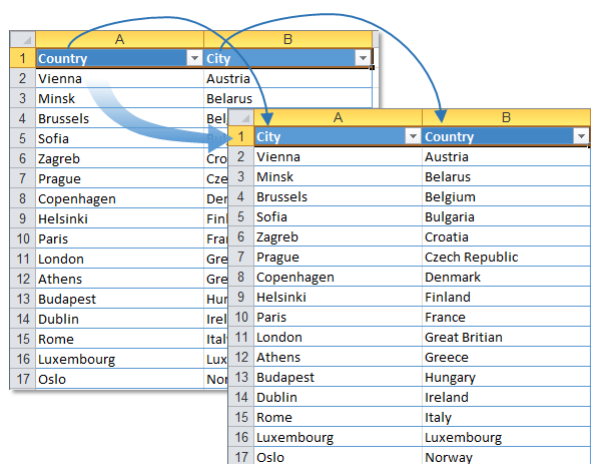 A B
1 Country City
2 Vienna Austria
3 Minsk Belarus
4 Brussels
5 Sofia
6 Zagreb
7 Prague
8 Copenhagen
9 Helsinki
10 Paris
11 London
12 Athens
13 Budapest
14 Dublin
15 Rome
16 Luxembourg
17 Oslo
A B
1 City Country
2 Vienna Austria
3 Minsk Belarus
4 Brussels Belgium
5 Sofia Bulgaria
6 Zagreb Croatia
7 Prague Czech Republic
8 Copenhagen Denmark
9 Helsinki Finland
10 Paris France
11 London Great Britian
12 Athens Greece
13 Budapest Hungary
14 Dublin Ireland
15 Rome Italy
16 Luxembourg Luxembourg
17 Oslo Norway